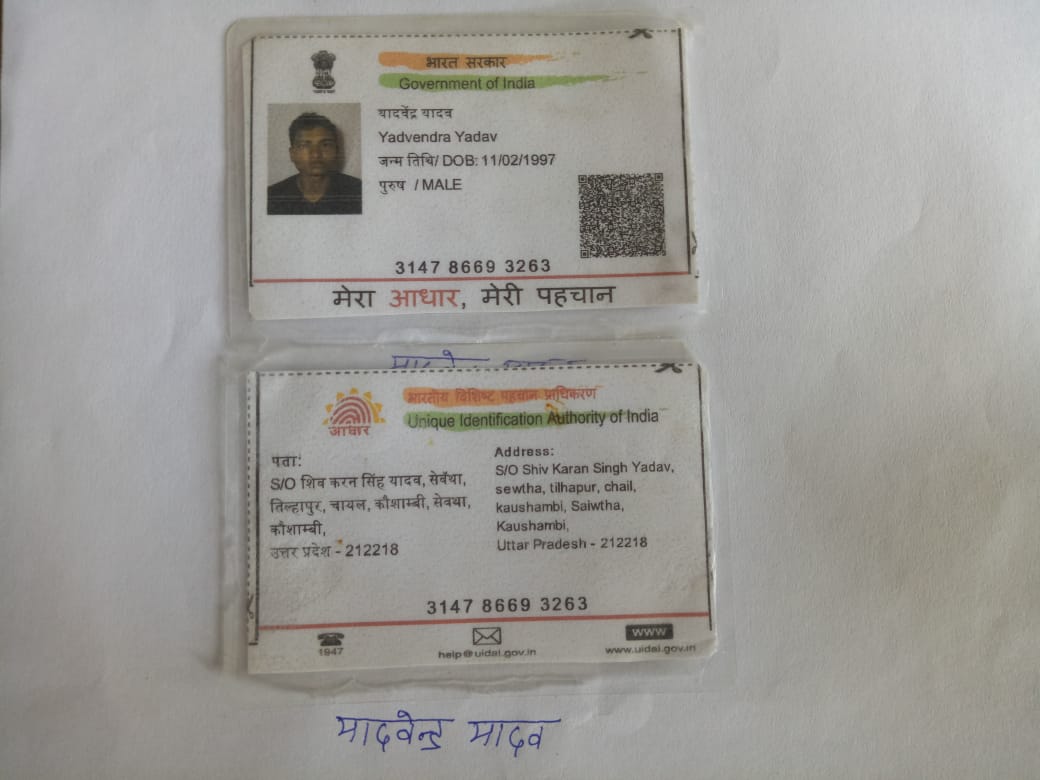 भारत सरकार
Government of India
यादवेंद्र यादव
Yadvendra Yadav
जन्म तिथि/ DOB: 11/02/1997
पुरुष / MALE
3147 8669 3263
मेरा आधार, मेरी पहचान
भारतीय विशिष्ट पहचान प्राधिकरण
Unique Identification Authority of India
आधार
पता:
S/O शिव करन सिंह यादव, सेवँथा,
तिल्हापुर, चायल, कौशाम्बी, सेवथा,
कौशाम्बी,
उत्तर प्रदेश - 212218
Address:
S/O Shiv Karan Singh Yadav,
sewtha, tilhapur, chail,
kaushambi, Saiwtha,
Kaushambi,
Uttar Pradesh - 212218
3147 8669 3263
1947
help@uidai.gov.in
www
www.uidai.gov.in
यादवेन्द्र यादव